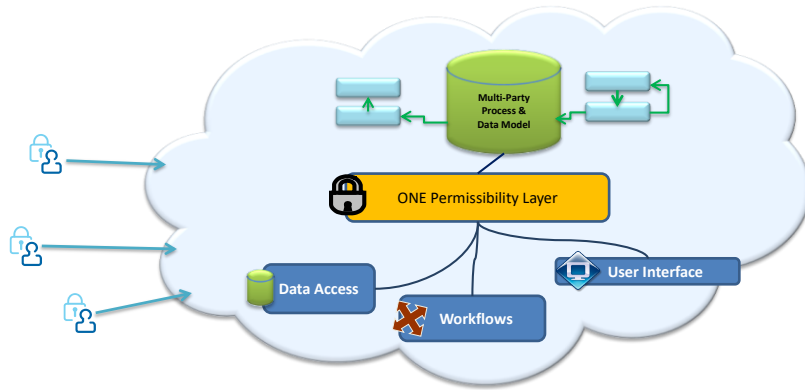 Multi-Party
Process &
Data Model
ONE Permissibility Layer
User Interface
Data Access
Workflows